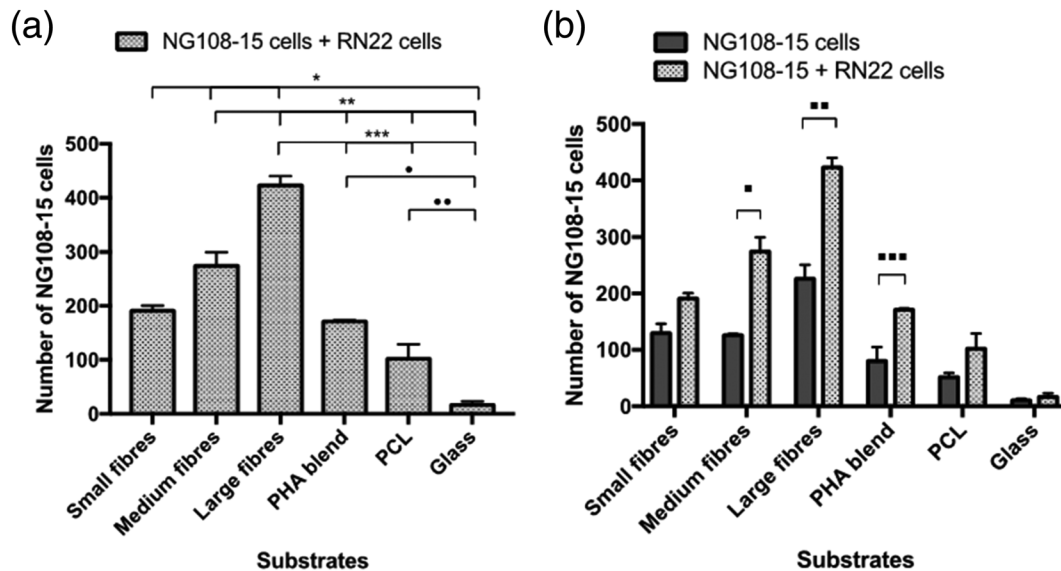 (a)
NG108-15 cells + RN22 cells
*
**
***
•
••
Number of NG108-15 cells
500
400
300
200
100
0
Small fibres
Medium fibres
Large fibres
PHA blend
PCL
Glass
Substrates
(b)
NG108-15 cells
NG108-15 + RN22 cells
■
■■
■■■
Number of NG108-15 cells
500
400
300
200
100
0
Small fibres
Medium fibres
Large fibres
PHA blend
PCL
Glass
Substrates